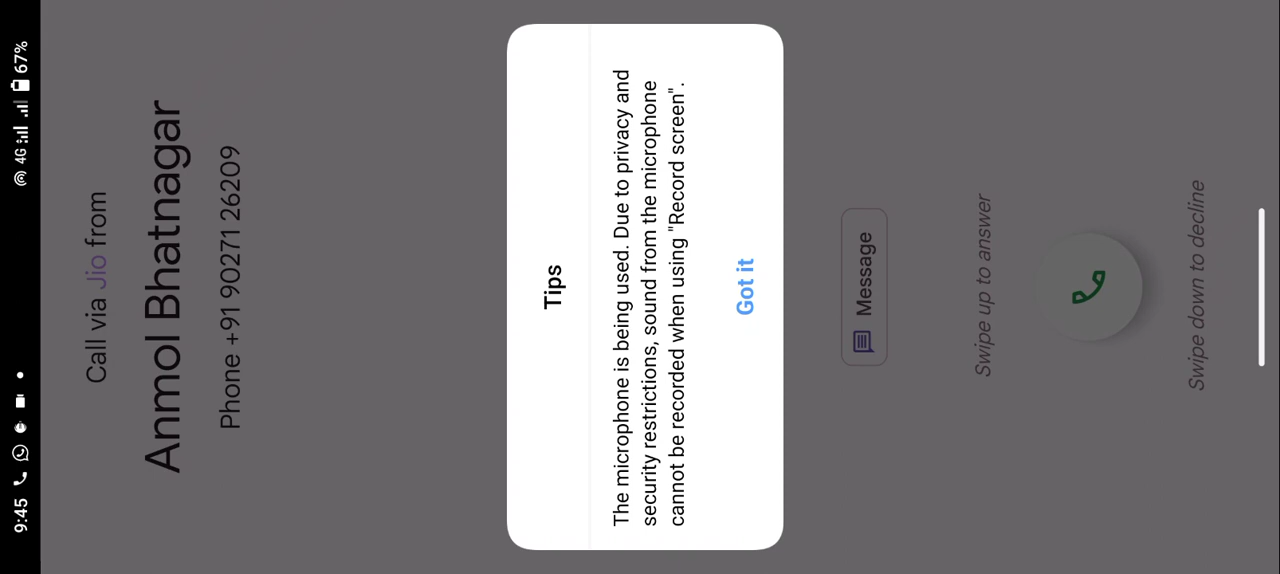 9:45
4G 67%
Call via Jio from
Anmol Bhatnagar
Phone +91 90271 26209
Tips
The microphone is being used. Due to privacy and
security restrictions, sound from the microphone
cannot be recorded when using "Record screen".
Got it
Message
Swipe up to answer
Swipe down to decline